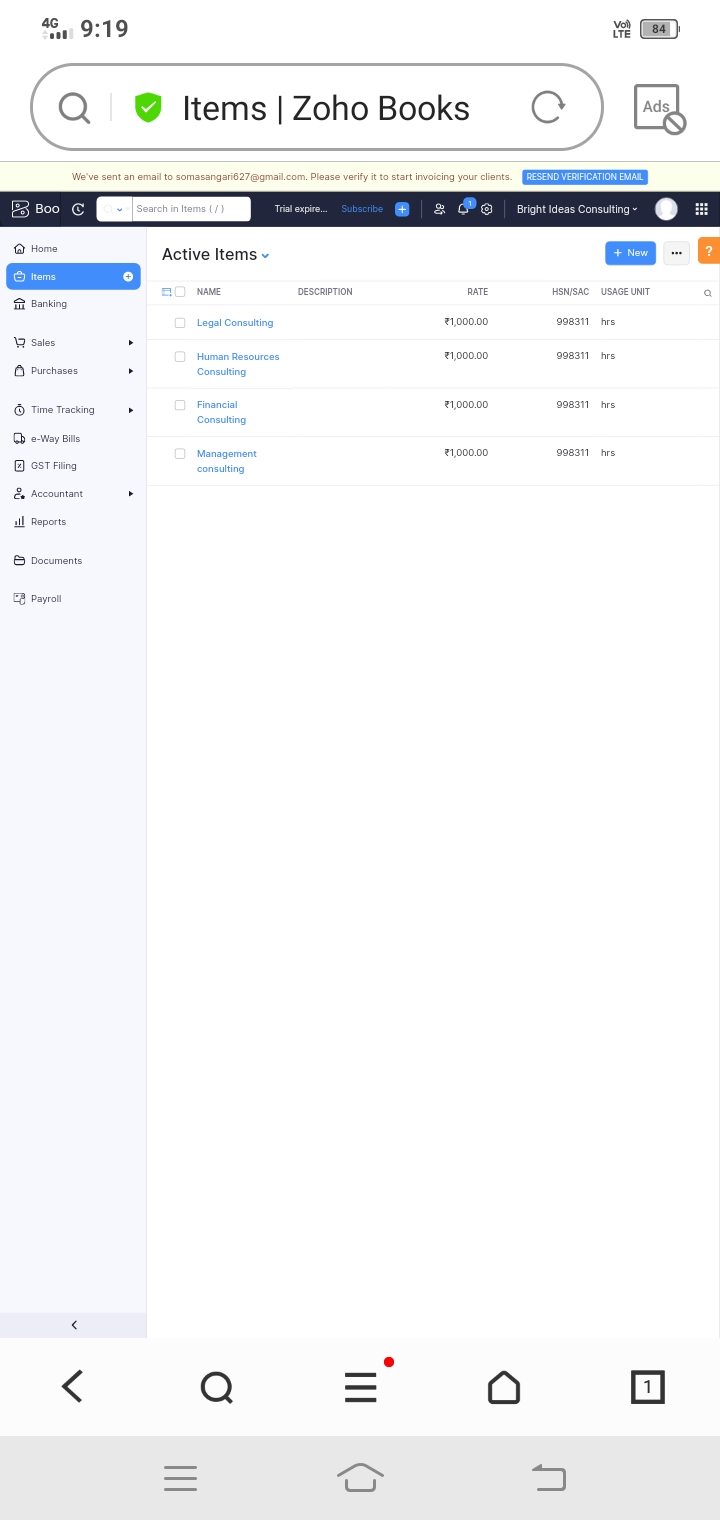 4G 9:19 Vo) LTE 84
Items | Zoho Books Ads
We've sent an email to somasangari627@gmail.com. Please verify it to start invoicing your clients. RESEND VERIFICATION EMAIL
Boo Search in Items ( / ) Trial expire... Subscribe 1 Bright Ideas Consulting
Home
Items
Banking
Sales
Purchases
Time Tracking
e-Way Bills
GST Filing
Accountant
Reports
Documents
Payroll
Active Items + New ... ?
NAME DESCRIPTION RATE HSN/SAC USAGE UNIT
Legal Consulting ₹1,000.00 998311 hrs
Human Resources ₹1,000.00 998311 hrs
Consulting
Financial ₹1,000.00 998311 hrs
Consulting
Management ₹1,000.00 998311 hrs
consulting
1